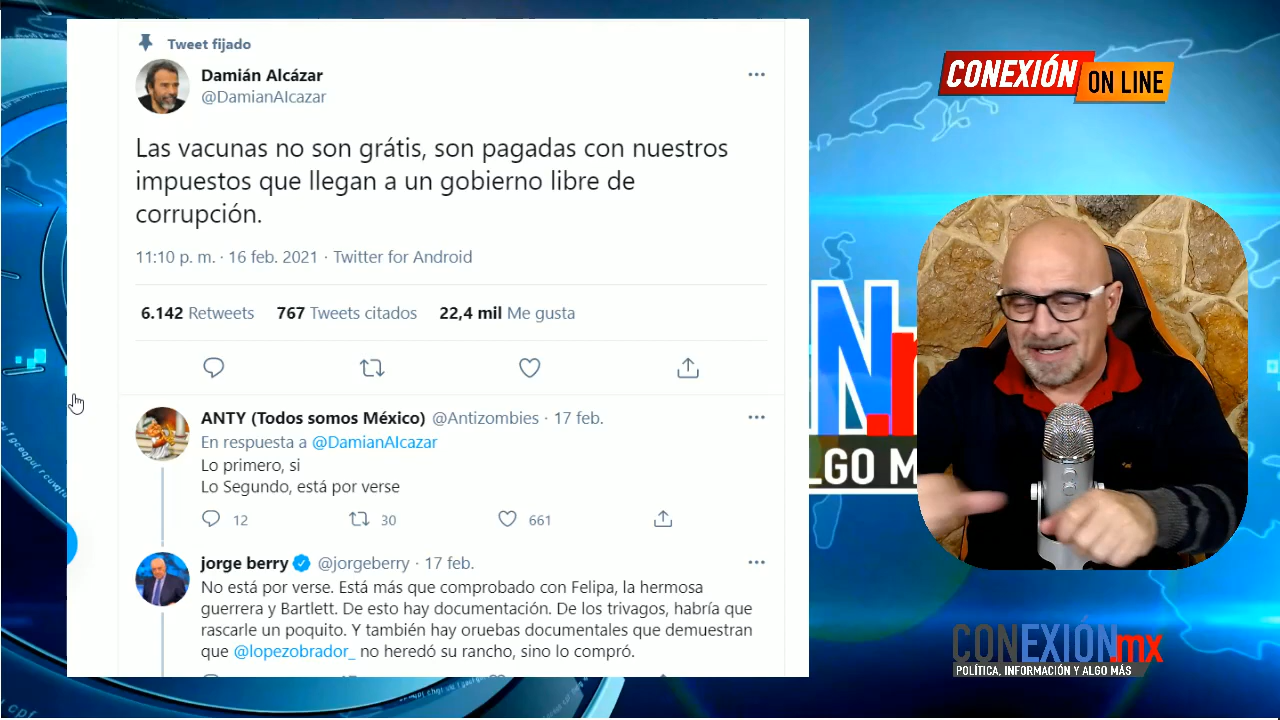 Tweet fijado
Damián Alcázar
@DamianAlcazar
Las vacunas no son grátis, son pagadas con nuestros
impuestos que llegan a un gobierno libre de
corrupción.
11:10 p. m. · 16 feb. 2021 · Twitter for Android
6.142 Retweets 767 Tweets citados 22,4 mil Me gusta
ANTY (Todos somos México) @Antizombies · 17 feb.
En respuesta a @DamianAlcazar
Lo primero, si
Lo Segundo, está por verse
12 30 661
jorge berry @jorgeberry · 17 feb.
No está por verse. Está más que comprobado con Felipa, la hermosa
guerrera y Bartlett. De esto hay documentación. De los trivagos, habría que
rascarle un poquito. Y también hay oruebas documentales que demuestran
que @lopezobrador_ no heredó su rancho, sino lo compró.
CONEXIÓN
ON LINE
LGO M
CONEXIÓN.mx
POLÍTICA, INFORMACIÓN Y ALGO MÁS